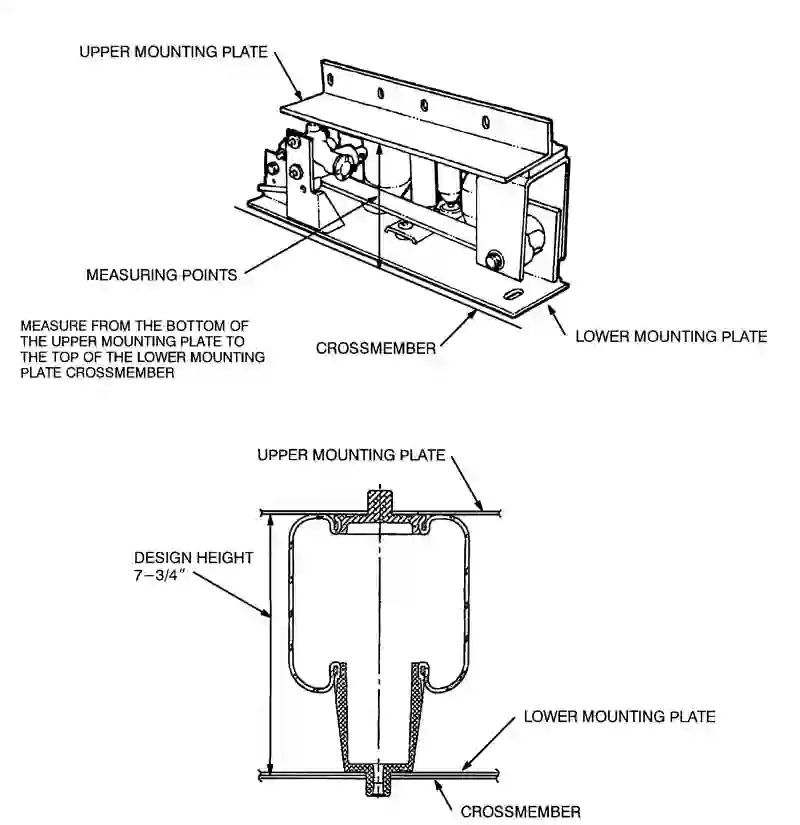 UPPER MOUNTING PLATE
MEASURING POINTS
MEASURE FROM THE BOTTOM OF
THE UPPER MOUNTING PLATE TO
THE TOP OF THE LOWER MOUNTING
PLATE CROSSMEMBER
CROSSMEMBER
LOWER MOUNTING PLATE
UPPER MOUNTING PLATE
DESIGN HEIGHT
7–3/4"
LOWER MOUNTING PLATE
CROSSMEMBER